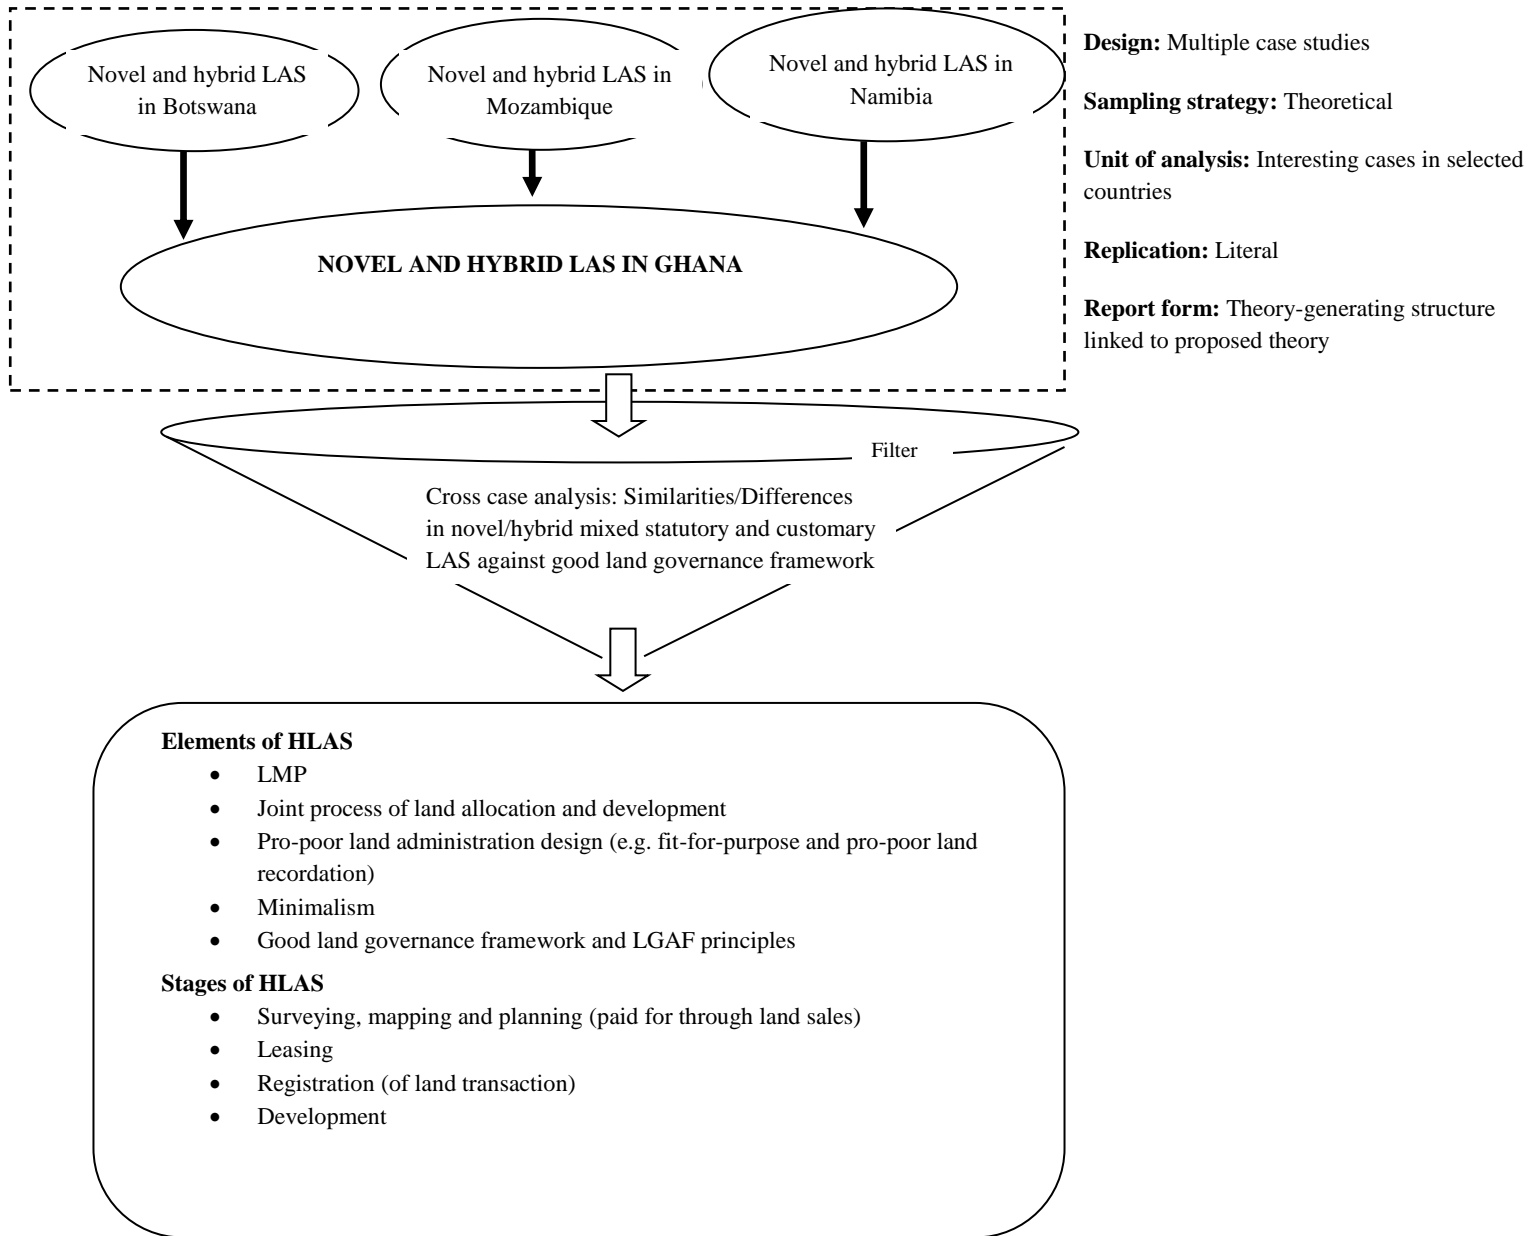 Novel and hybrid LAS
in Botswana
Novel and hybrid LAS in
Mozambique
Novel and hybrid LAS in
Namibia
Design: Multiple case studies
Sampling strategy: Theoretical
Unit of analysis: Interesting cases in selected
countries
Replication: Literal
Report form: Theory-generating structure
linked to proposed theory
NOVEL AND HYBRID LAS IN GHANA
Filter
Cross case analysis: Similarities/Differences
in novel/hybrid mixed statutory and customary
LAS against good land governance framework
Elements of HLAS
• LMP
• Joint process of land allocation and development
• Pro-poor land administration design (e.g. fit-for-purpose and pro-poor land
recordation)
• Minimalism
• Good land governance framework and LGAF principles
Stages of HLAS
• Surveying, mapping and planning (paid for through land sales)
• Leasing
• Registration (of land transaction)
• Development